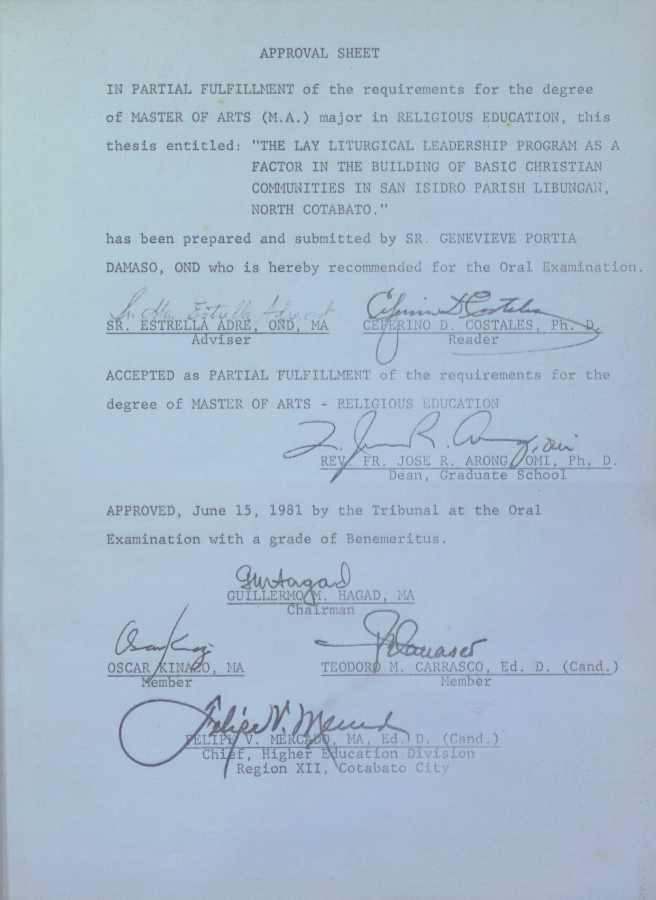 APPROVAL SHEET
IN PARTIAL FULFILLMENT of the requirements for the degree
of MASTER OF ARTS (M.A.) major in RELIGIOUS EDUCATION, this
thesis entitled: "THE LAY LITURGICAL LEADERSHIP PROGRAM AS A
FACTOR IN THE BUILDING OF BASIC CHRISTIAN
COMMUNITIES IN SAN ISIDRO PARISH LIBUNGAN,
NORTH COTABATO."
has been prepared and submitted by SR. GENEVIEVE PORTIA
DAMASO, OND who is hereby recommended for the Oral Examination.
SR. ESTRELLA ADRE, OND, MA
Adviser
CEFERINO D. COSTALES, Ph. D.
Reader
ACCEPTED as PARTIAL FULFILLMENT of the requirements for the
degree of MASTER OF ARTS - RELIGIOUS EDUCATION
REV. FR. JOSE R. ARONG OMI, Ph. D.
Dean, Graduate School
APPROVED, June 15, 1981 by the Tribunal at the Oral
Examination with a grade of Benemeritus.
GUILLERMO M. HAGAD, MA
Chairman
OSCAR KINAZO, MA
Member
TEODORO M. CARRASCO, Ed. D. (Cand.)
Member
Felipe V. Mercado
FELIPE V. MERCADO, MA, Ed. D. (Cand.)
Chief, Higher Education Division
Region XII, Cotabato City